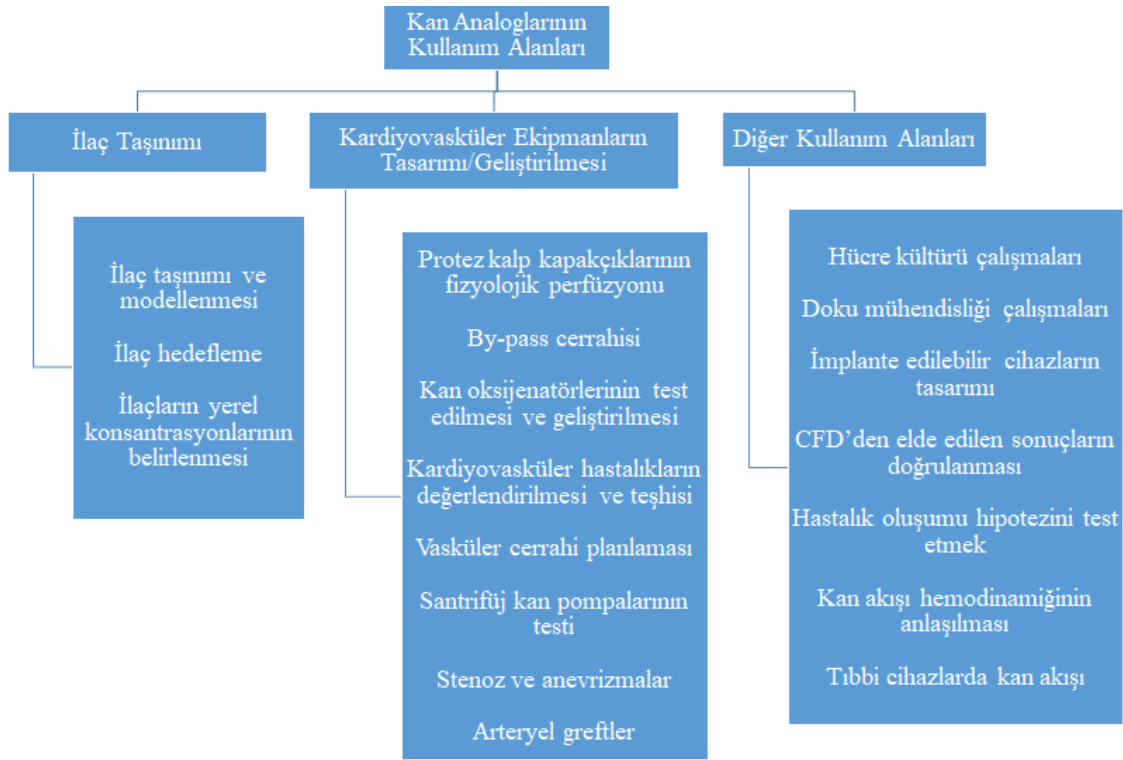 Kan Analoglarının
Kullanım Alanları
İlaç Taşınımı
İlaç taşınımı ve
modellenmesi
İlaç hedefleme
İlaçların yerel
konsantrasyonlarının
belirlenmesi
Kardiyovasküler Ekipmanların
Tasarımı/Geliştirilmesi
Protez kalp kapakçıklarının
fizyolojik perfüzyonu
By-pass cerrahisi
Kan oksijenatörlerinin test
edilmesi ve geliştirilmesi
Kardiyovasküler hastalıkların
değerlendirilmesi ve teşhisi
Vasküler cerrahi planlaması
Santrifüj kan pompalarının
testi
Stenoz ve anevrizmalar
Arteryel greftler
Diğer Kullanım Alanları
Hücre kültürü çalışmaları
Doku mühendisliği çalışmaları
İmplante edilebilir cihazların
tasarımı
CFD’den elde edilen sonuçların
doğrulanması
Hastalık oluşumu hipotezini test
etmek
Kan akışı hemodinamiğinin
anlaşılması
Tıbbi cihazlarda kan akışı